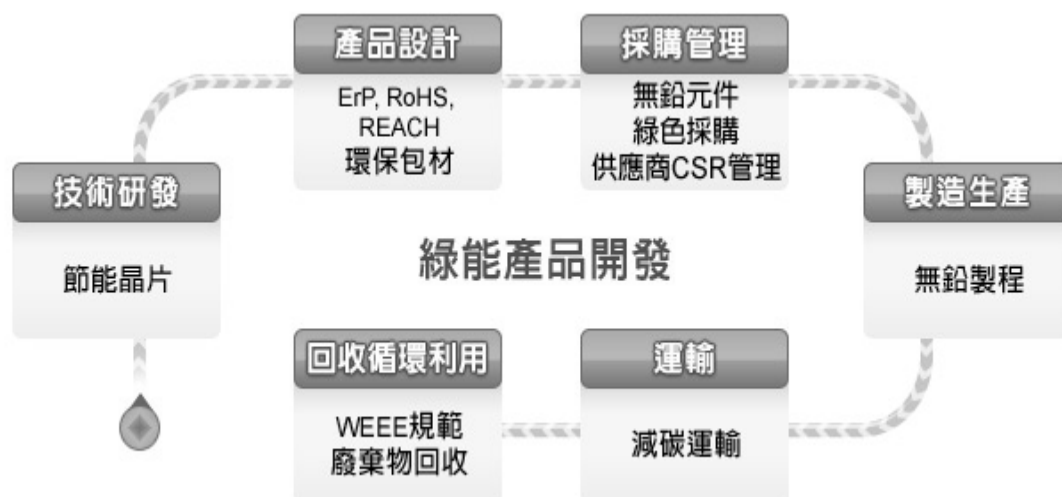 產品設計
ErP, RoHS,
REACH
環保包材
採購管理
無鉛元件
綠色採購
供應商CSR管理
技術研發
節能晶片
綠能產品開發
製造生產
無鉛製程
回收循環利用
WEEE規範
廢棄物回收
運輸
減碳運輸